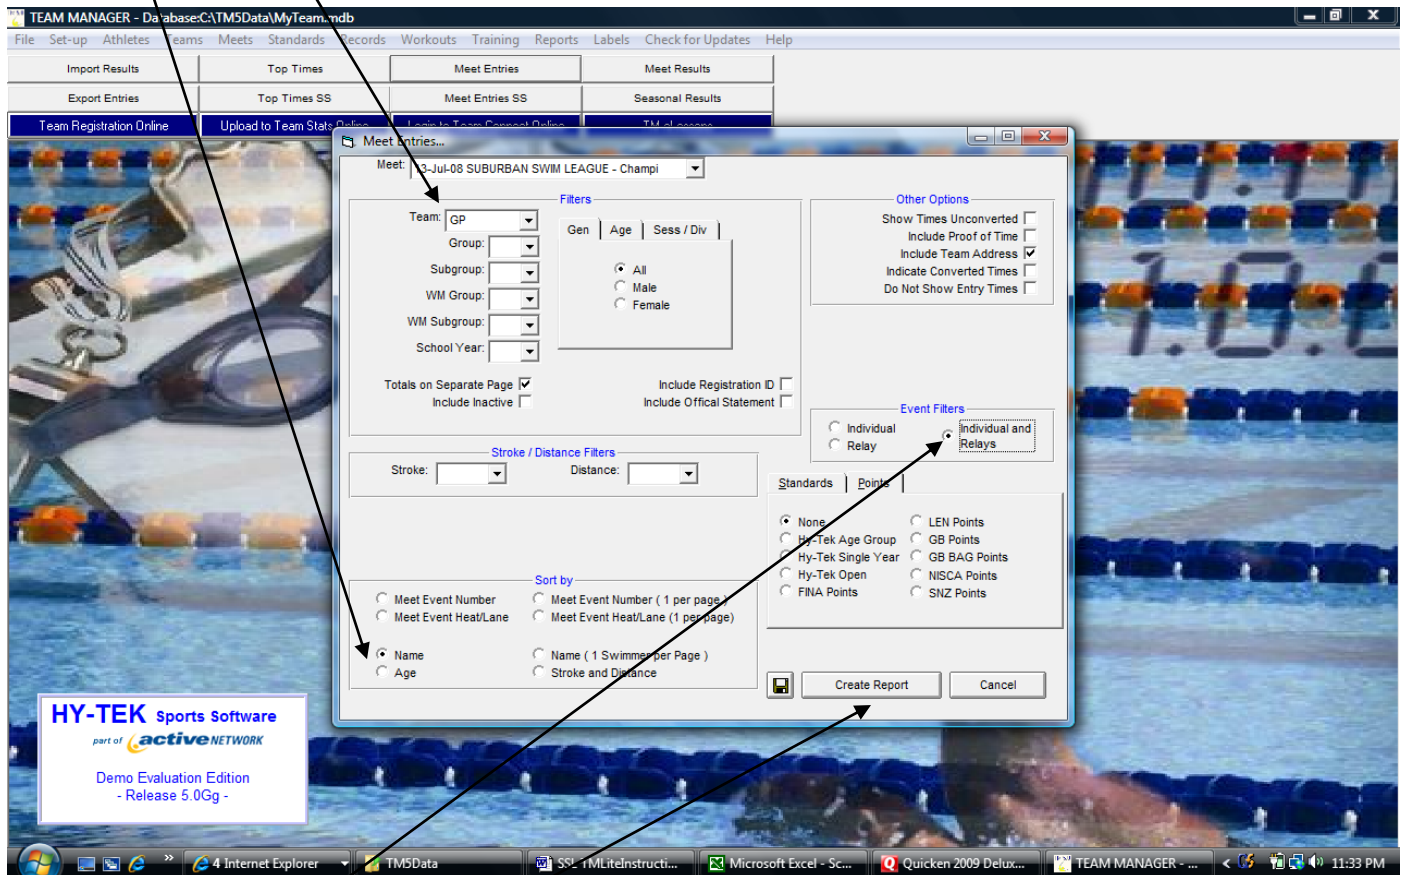 TEAM MANAGER - Database:C:\TM5Data\MyTeam.mdb
File Set-up Athletes Teams Meets Standards Records Workouts Training Reports Labels Check for Updates Help
Import Results Top Times Meet Entries Meet Results
Export Entries Top Times SS Meet Entries SS Seasonal Results
Team Registration Online Upload to Team Stats Online Login to Team Connect Online TM eLessons
Meet Entries...
Meet: 13-Jul-08 SUBURBAN SWIM LEAGUE - Champi
Filters
Team: GP
Group:
Subgroup:
WM Group:
WM Subgroup:
School Year:
Gen Age Sess / Div
All
Male
Female
Totals on Separate Page
Include Inactive
Include Registration ID
Include Offical Statement
Other Options
Show Times Unconverted
Include Proof of Time
Include Team Address
Indicate Converted Times
Do Not Show Entry Times
Event Filters
Individual
Relay
Individual and
Relays
Stroke / Distance Filters
Stroke: Distance:
Standards Points
None LEN Points
Hy-Tek Age Group GB Points
Hy-Tek Single Year GB BAG Points
Hy-Tek Open NISCA Points
FINA Points SNZ Points
Sort by
Meet Event Number Meet Event Number ( 1 per page )
Meet Event Heat/Lane Meet Event Heat/Lane (1 per page)
Name Name ( 1 Swimmer per Page )
Age Stroke and Distance
Create Report Cancel
HY-TEK Sports Software
part of active NETWORK
Demo Evaluation Edition
- Release 5.0Gg -
4 Internet Explorer TM5Data SSL TMLiteInstructi... Microsoft Excel - Sc... Quicken 2009 Delux... TEAM MANAGER - ... 11:33 PM